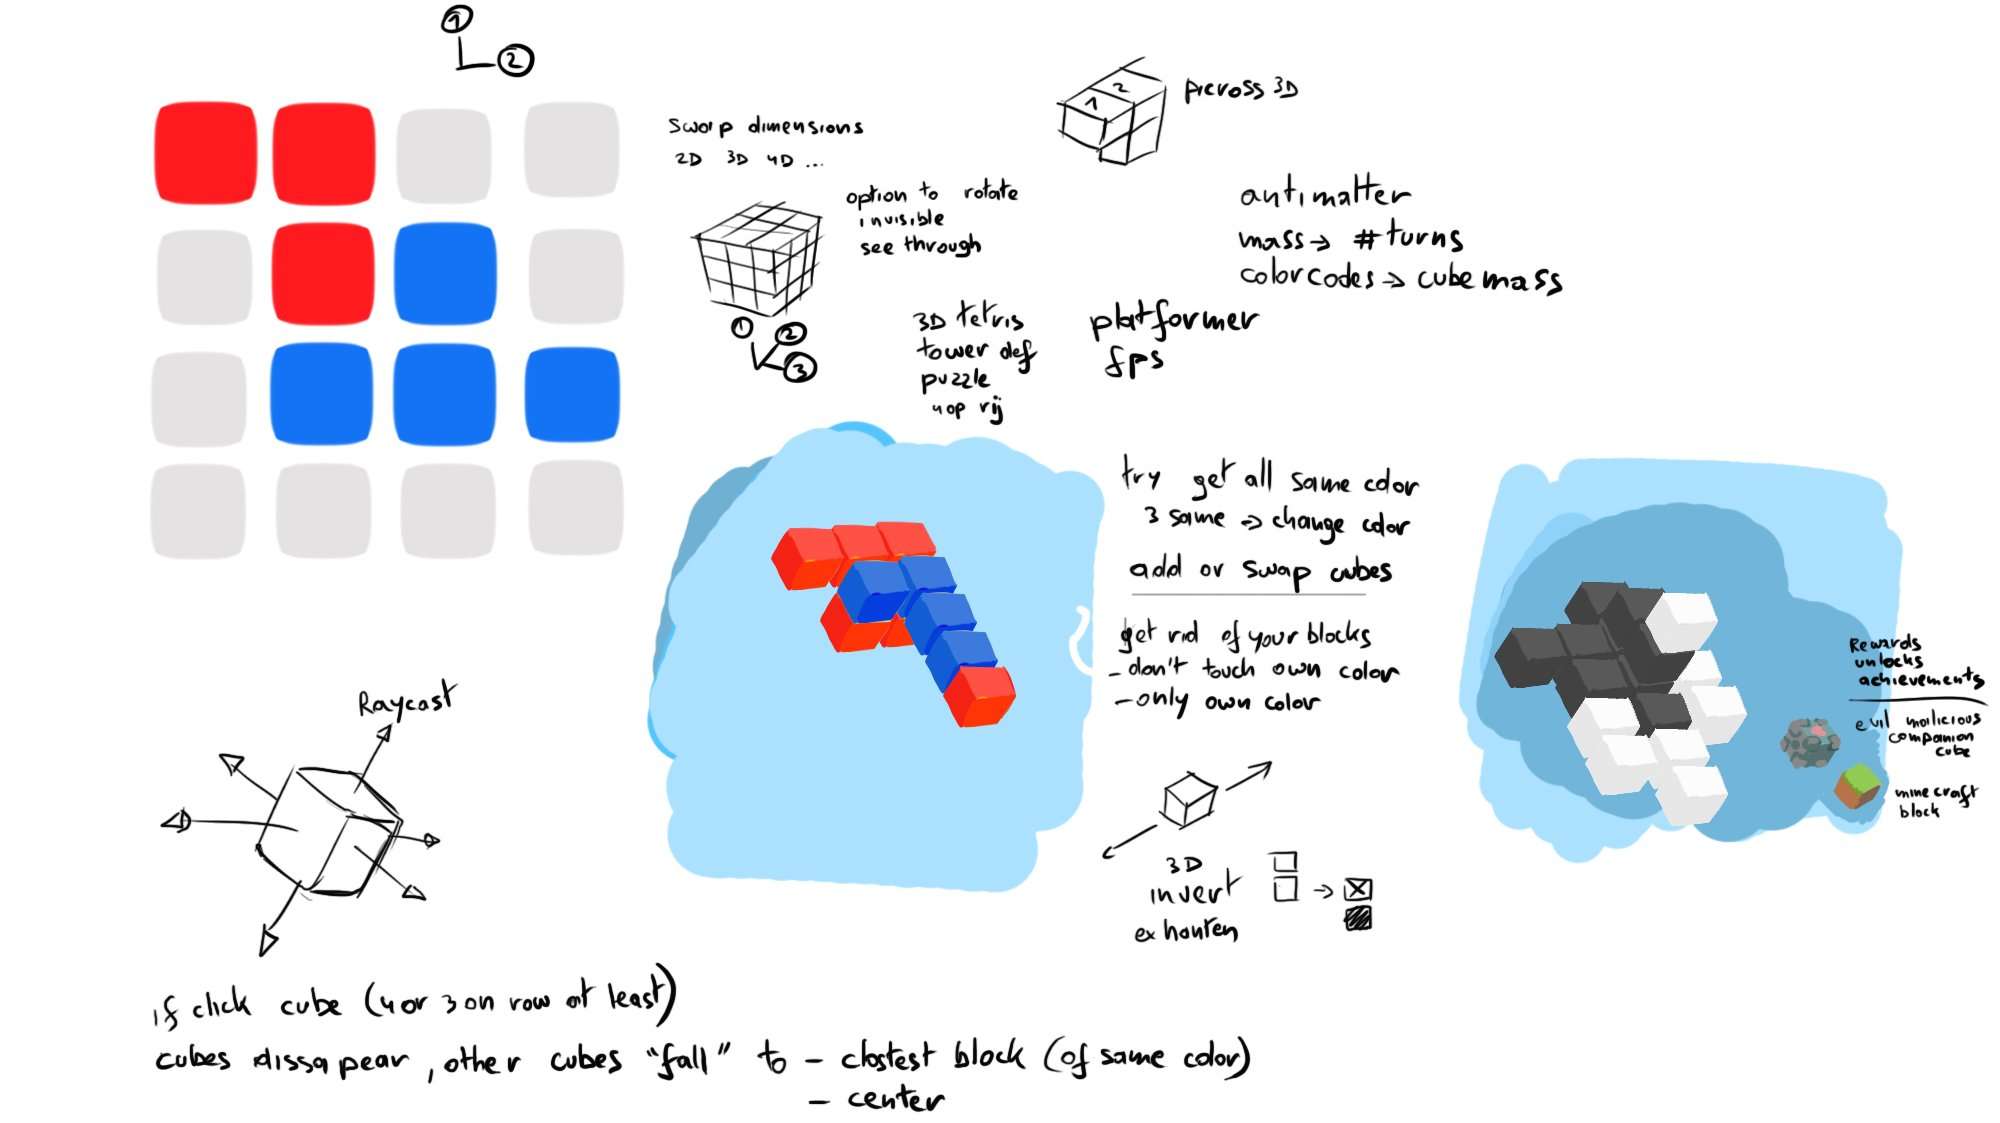 1
2
swap dimensions
2D 3D 4D ...
option to rotate
invisible
see through
1
2
3
1 2
picross 3D
antimatter
mass → # turns
color codes → cube mass
3D tetris
tower def
puzzle
4 op rij
platformer
fps
try get all same color
3 same → change color
add or swap cubes
get rid of your blocks
- don't touch own color
- only own color
Rewards
unlocks
achievements
evil malicious
companion
cube
minecraft
block
Raycast
3D
invert
if click cube (4 or 3 on row at least)
cubes dissapear, other cubes "fall" to - clostest block (of same color)
- center